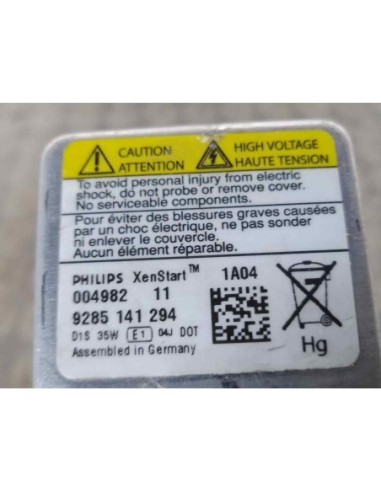 CAUTION
ATTENTION
HIGH VOLTAGE
HAUTE TENSION
To avoid personal injury from electric
shock, do not probe or remove cover.
No serviceable components.
Pour éviter des blessures graves causées
par un choc électrique, ne pas sonder
ni enlever le couvercle.
Aucun élément réparable.
PHILIPS XenStart™ 1A04
004982 11
9285 141 294
D1S 35W E1 04J DOT
Assembled in Germany
Hg